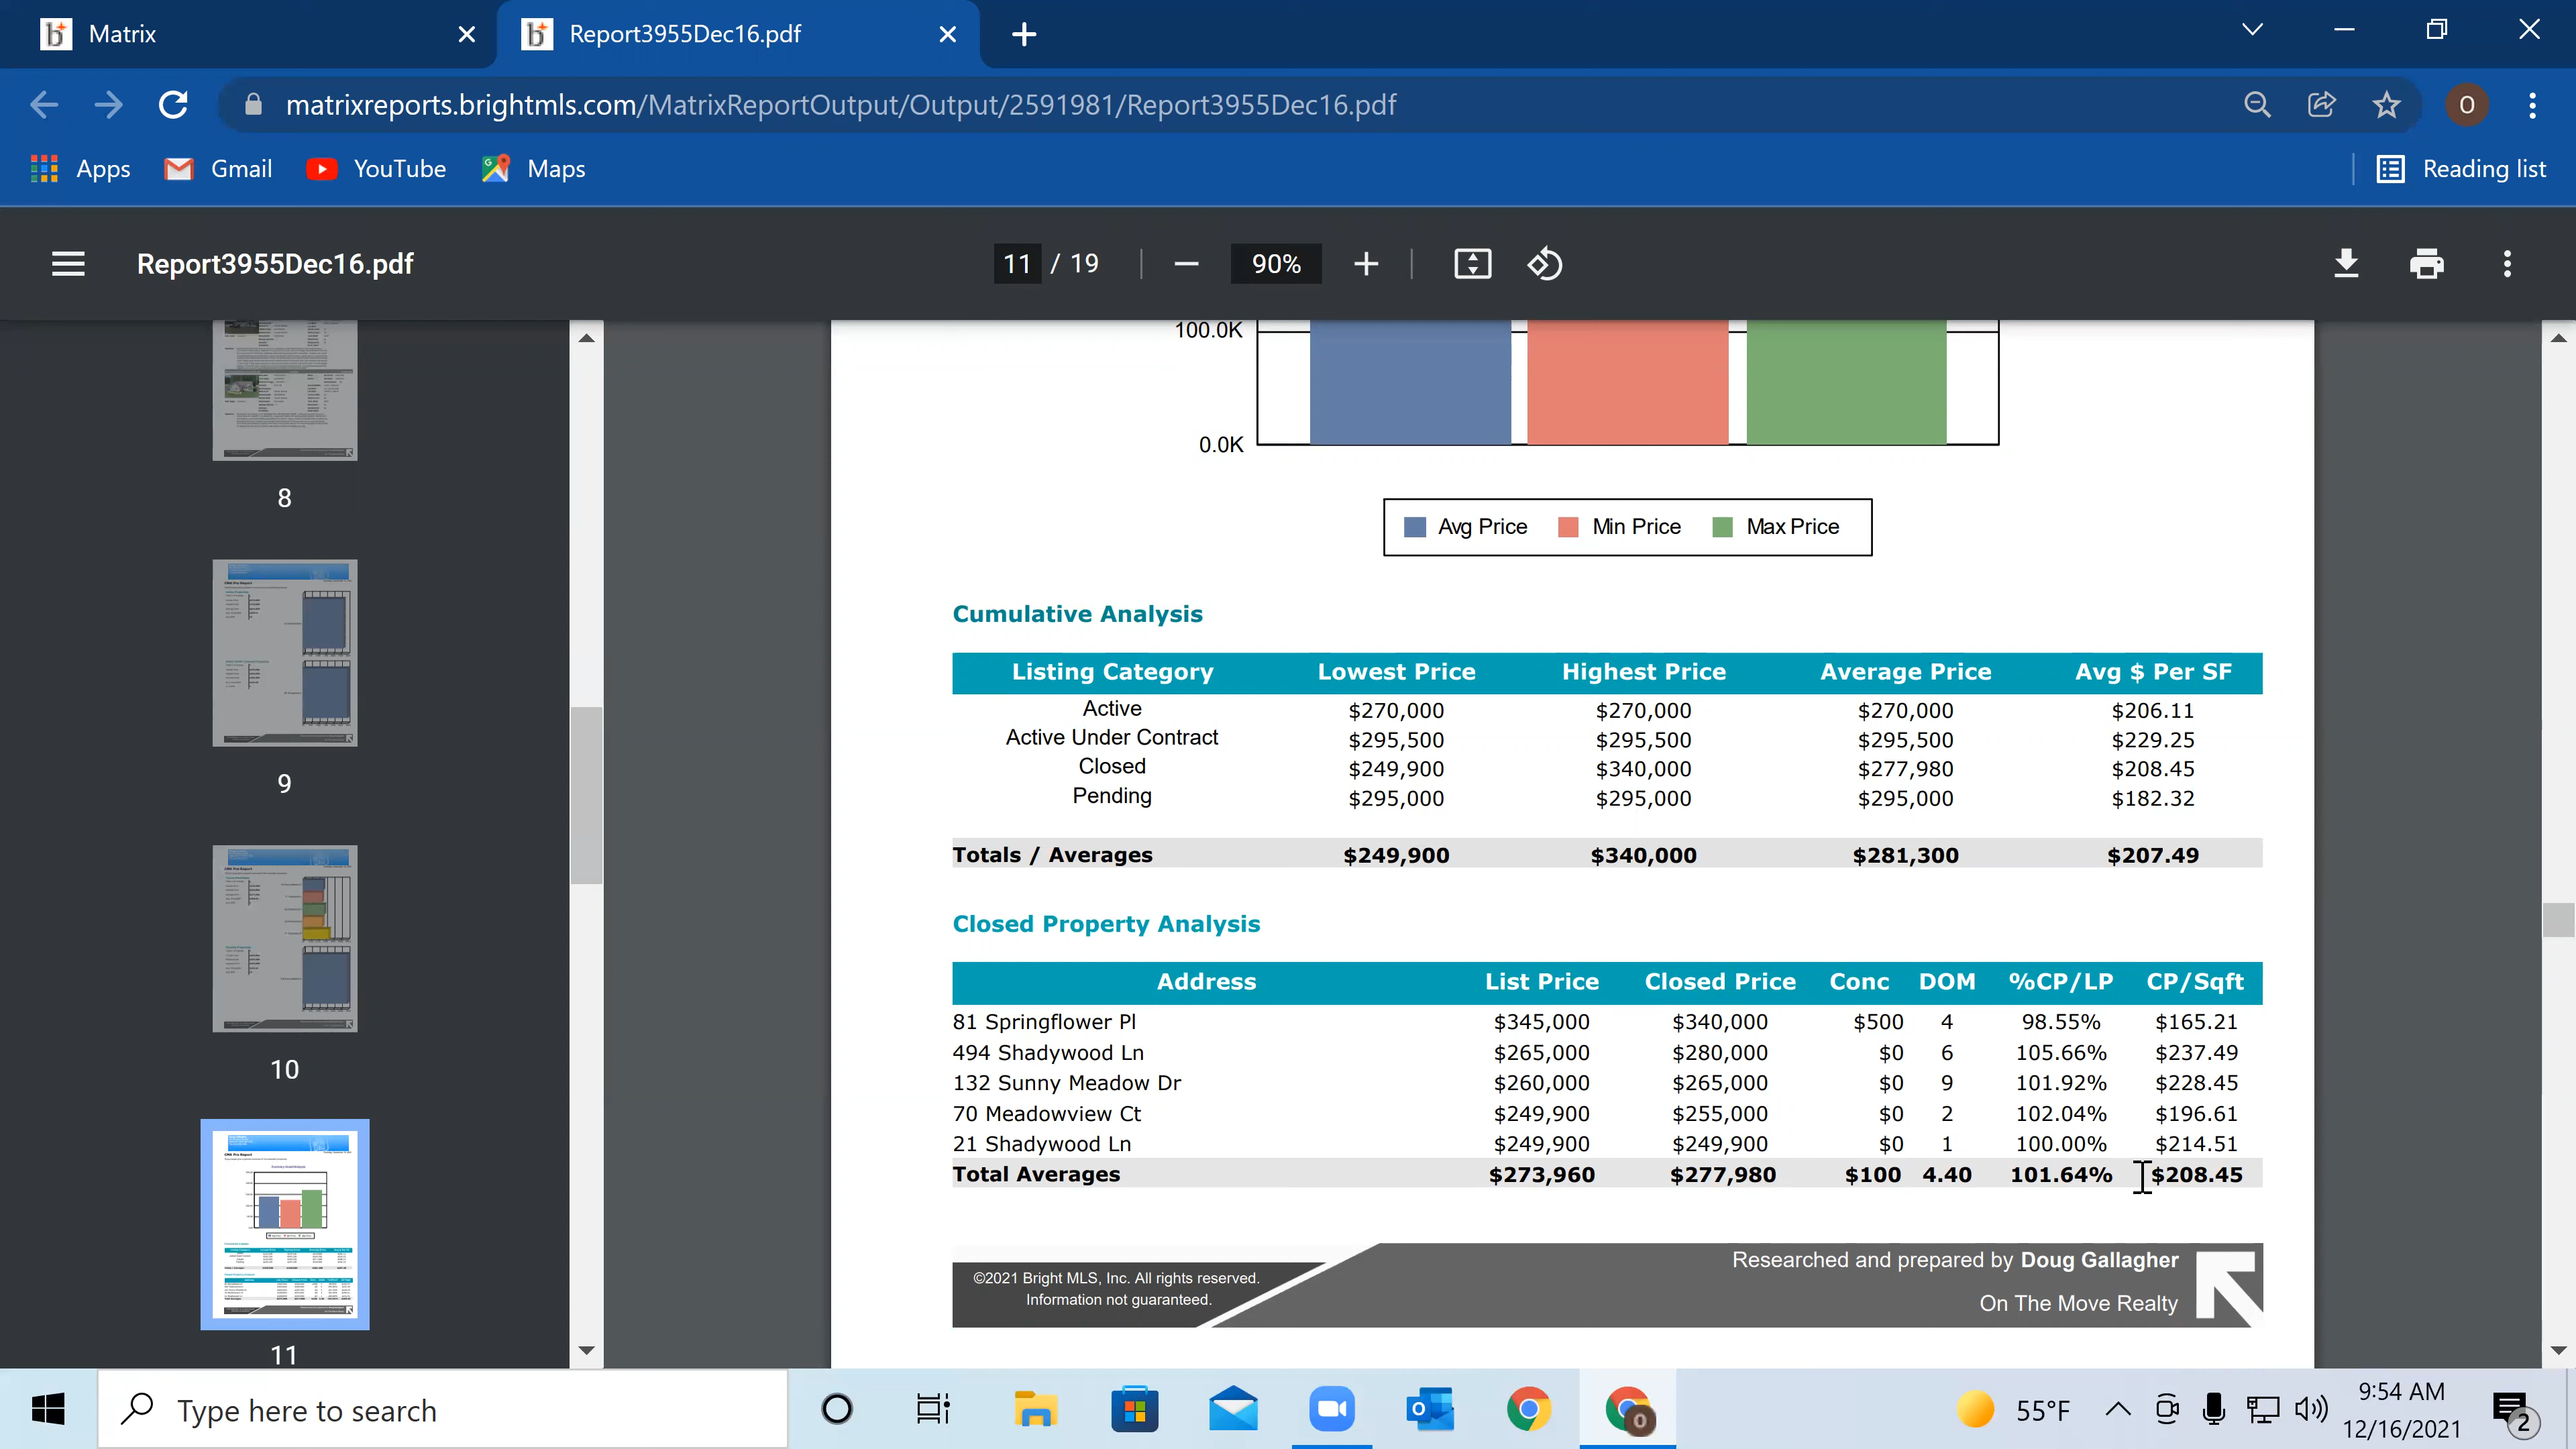 Matrix
Report3955Dec16.pdf
matrixreports.brightmls.com/MatrixReportOutput/Output/2591981/Report3955Dec16.pdf
O
Apps
Gmail
YouTube
Maps
Reading list
Report3955Dec16.pdf
11 / 19
90%
8
9
10
11
100.0K
0.0K
Avg Price
Min Price
Max Price
Cumulative Analysis
Listing Category Lowest Price Highest Price Average Price Avg $ Per SF
Active $270,000 $270,000 $270,000 $206.11
Active Under Contract $295,500 $295,500 $295,500 $229.25
Closed $249,900 $340,000 $277,980 $208.45
Pending $295,000 $295,000 $295,000 $182.32
Totals / Averages $249,900 $340,000 $281,300 $207.49
Closed Property Analysis
Address List Price Closed Price Conc DOM %CP/LP CP/Sqft
81 Springflower Pl $345,000 $340,000 $500 4 98.55% $165.21
494 Shadywood Ln $265,000 $280,000 $0 6 105.66% $237.49
132 Sunny Meadow Dr $260,000 $265,000 $0 9 101.92% $228.45
70 Meadowview Ct $249,900 $255,000 $0 2 102.04% $196.61
21 Shadywood Ln $249,900 $249,900 $0 1 100.00% $214.51
Total Averages $273,960 $277,980 $100 4.40 101.64% $208.45
©2021 Bright MLS, Inc. All rights reserved.
Information not guaranteed.
Researched and prepared by Doug Gallagher
On The Move Realty
Type here to search
55°F
9:54 AM
12/16/2021
2